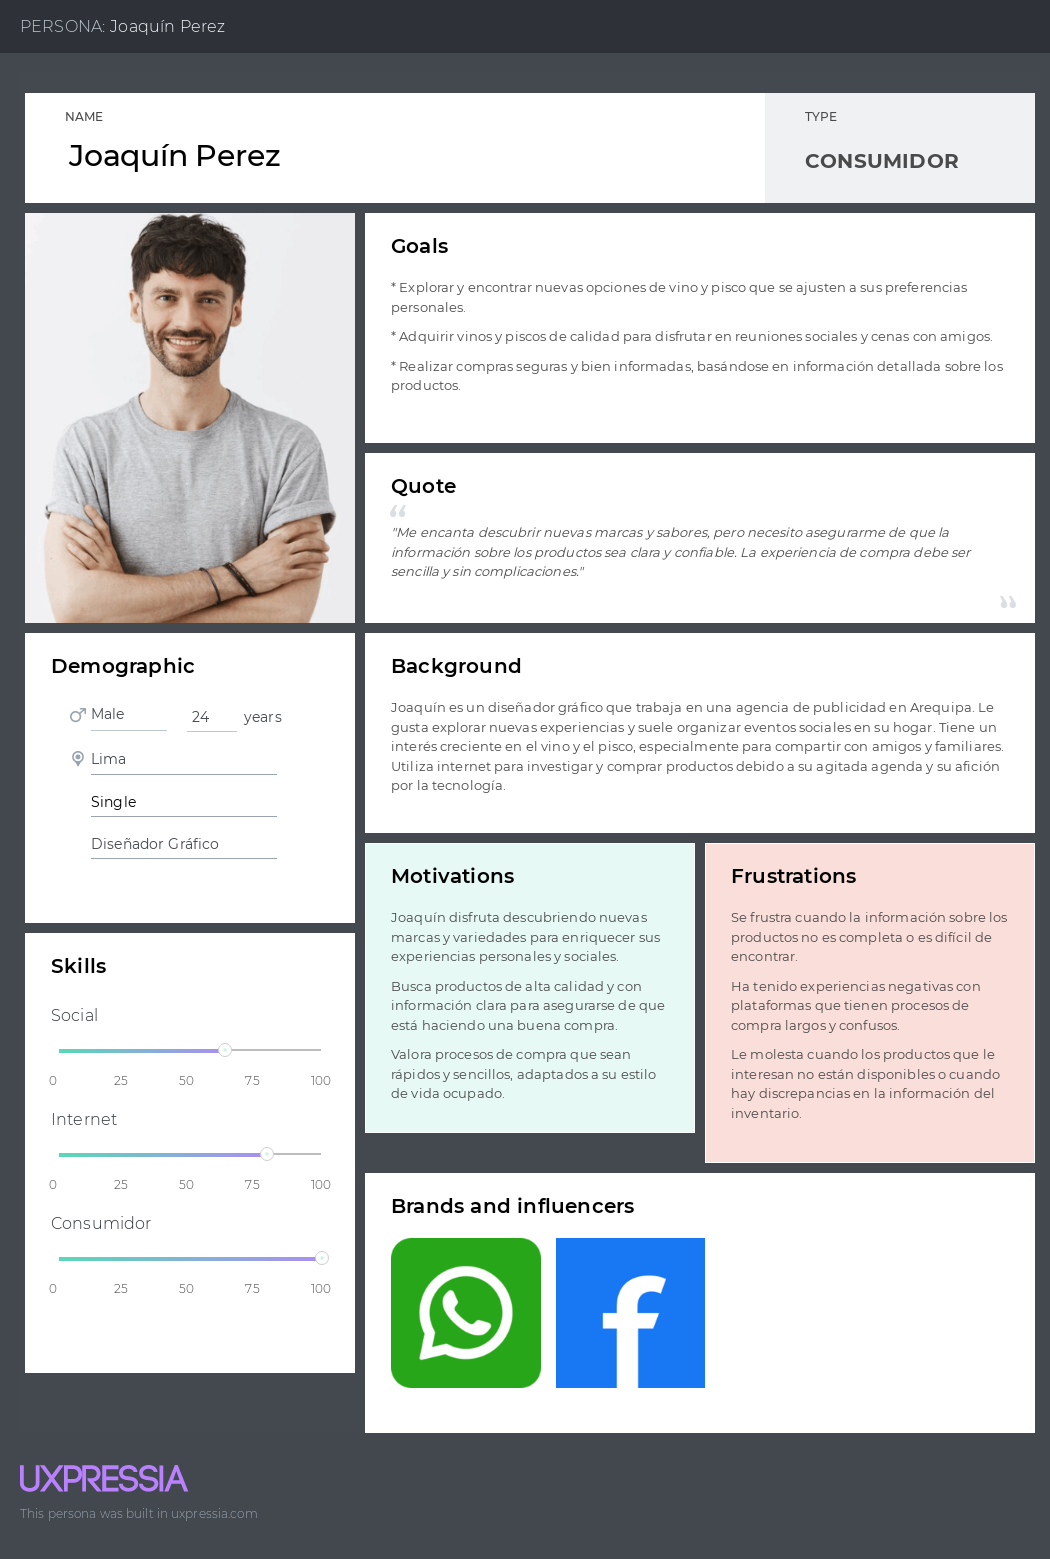 PERSONA: Joaquín Perez
NAME
Joaquín Perez
TYPE
CONSUMIDOR
Goals
* Explorar y encontrar nuevas opciones de vino y pisco que se ajusten a sus preferencias
personales.
* Adquirir vinos y piscos de calidad para disfrutar en reuniones sociales y cenas con amigos.
* Realizar compras seguras y bien informadas, basándose en información detallada sobre los
productos.
Quote
"Me encanta descubrir nuevas marcas y sabores, pero necesito asegurarme de que la
información sobre los productos sea clara y confiable. La experiencia de compra debe ser
sencilla y sin complicaciones."
Demographic
Male
24 years
Lima
Single
Diseñador Gráfico
Background
Joaquín es un diseñador gráfico que trabaja en una agencia de publicidad en Arequipa. Le
gusta explorar nuevas experiencias y suele organizar eventos sociales en su hogar. Tiene un
interés creciente en el vino y el pisco, especialmente para compartir con amigos y familiares.
Utiliza internet para investigar y comprar productos debido a su agitada agenda y su afición
por la tecnología.
Skills
Social
0 25 50 75 100
Internet
0 25 50 75 100
Consumidor
0 25 50 75 100
Motivations
Joaquín disfruta descubriendo nuevas
marcas y variedades para enriquecer sus
experiencias personales y sociales.
Busca productos de alta calidad y con
información clara para asegurarse de que
está haciendo una buena compra.
Valora procesos de compra que sean
rápidos y sencillos, adaptados a su estilo
de vida ocupado.
Frustrations
Se frustra cuando la información sobre los
productos no es completa o es difícil de
encontrar.
Ha tenido experiencias negativas con
plataformas que tienen procesos de
compra largos y confusos.
Le molesta cuando los productos que le
interesan no están disponibles o cuando
hay discrepancias en la información del
inventario.
Brands and influencers
UXPRESSIA
This persona was built in uxpressia.com